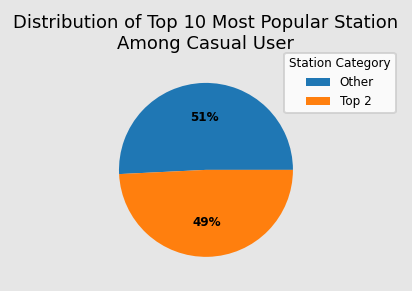 Distribution of Top 10 Most Popular Station
Among Casual User
Station Category
Other
Top 2
51%
49%